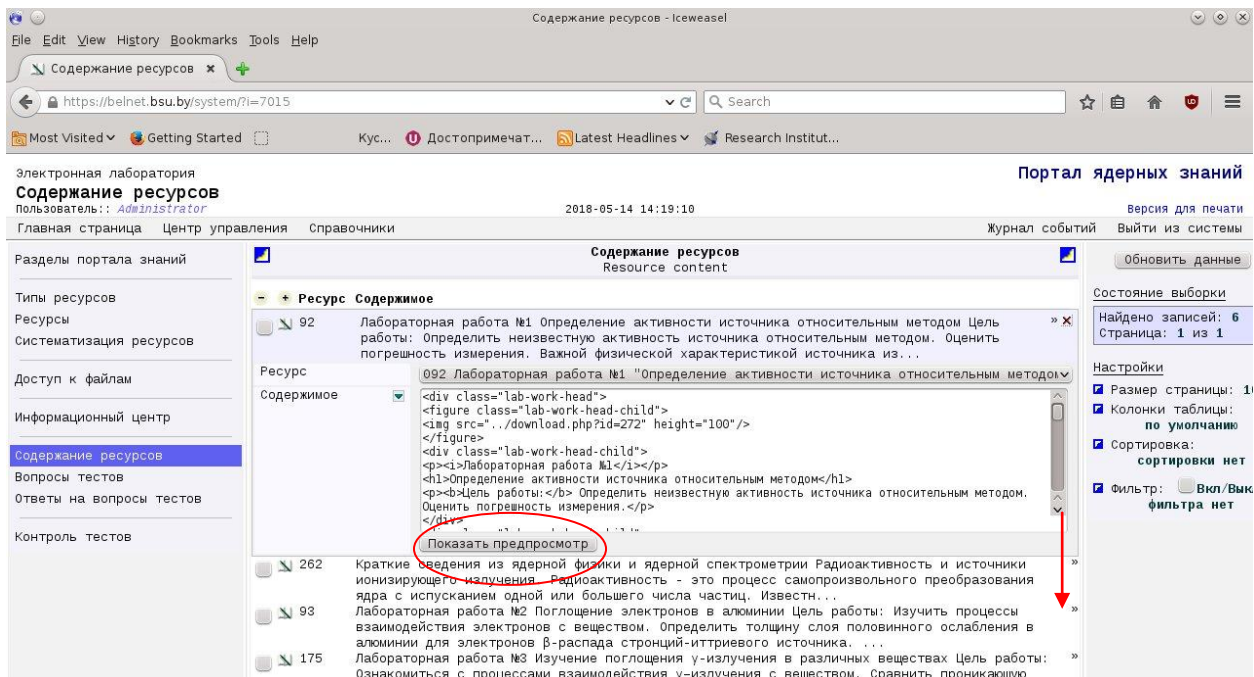 Содержание ресурсов - Iceweasel
File Edit View History Bookmarks Tools Help
Содержание ресурсов
https://belnet.bsu.by/system/?i=7015
Search
Most Visited Getting Started Кус... Достопримечат... Latest Headlines Research Institut...
Электронная лаборатория
Портал ядерных знаний
Содержание ресурсов
Пользователь:: Administrator 2018-05-14 14:19:10 Версия для печати
Главная страница Центр управления Справочники Журнал событий Выйти из системы
Разделы портала знаний
Типы ресурсов
Ресурсы
Систематизация ресурсов
Доступ к файлам
Информационный центр
Содержание ресурсов
Вопросы тестов
Ответы на вопросы тестов
Контроль тестов
Содержание ресурсов
Resource content
- + Ресурс Содержимое
92 Лабораторная работа №1 Определение активности источника относительным методом Цель »
работы: Определить неизвестную активность источника относительным методом. Оценить
погрешность измерения. Важной физической характеристикой источника из...
Ресурс 092 Лабораторная работа №1 "Определение активности источника относительным методом
Содержимое
<div class="lab-work-head">
<figure class="lab-work-head-child">
<img src="../download.php?id=272" height="100"/>
</figure>
<div class="lab-work-head-child">
<p><i>Лабораторная работа №1</i></p>
<h1>Определение активности источника относительным методом</h1>
<p><b>Цель работы:</b> Определить неизвестную активность источника относительным методом.
Оценить погрешность измерения.</p>
</div>
Показать предпросмотр
262 Краткие сведения из ядерной физики и ядерной спектрометрии Радиоактивность и источники »
ионизирующего излучения. Радиоактивность - это процесс самопроизвольного преобразования
ядра с испусканием одной или большего числа частиц. Известн...
93 Лабораторная работа №2 Поглощение электронов в алюминии Цель работы: Изучить процессы »
взаимодействия электронов с веществом. Определить толщину слоя половинного ослабления в
алюминии для электронов β-распада стронций-иттриевого источника. ...
175 Лабораторная работа №3 Изучение поглощения γ-излучения в различных веществах Цель работы: »
Ознакомиться с процессами взаимодействия γ-излучения с веществом. Сравнить проникающую
Обновить данные
Состояние выборки
Найдено записей: 6
Страница: 1 из 1
Настройки
Размер страницы: 10
Колонки таблицы:
по умолчанию
Сортировка:
сортировки нет
Фильтр: Вкл/Выкл
фильтра нет